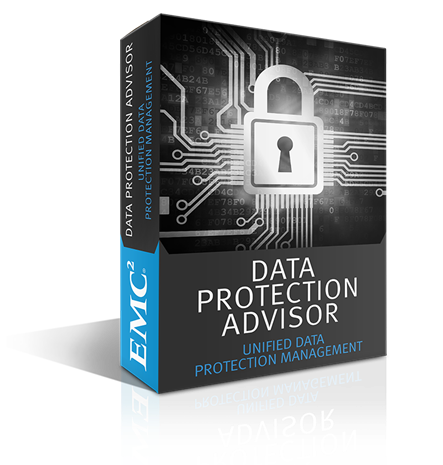 DATA PROTECTION ADVISOR
UNIFIED DATA
PROTECTION MANAGEMENT
EMC²
DATA
PROTECTION
ADVISOR
UNIFIED DATA
PROTECTION MANAGEMENT